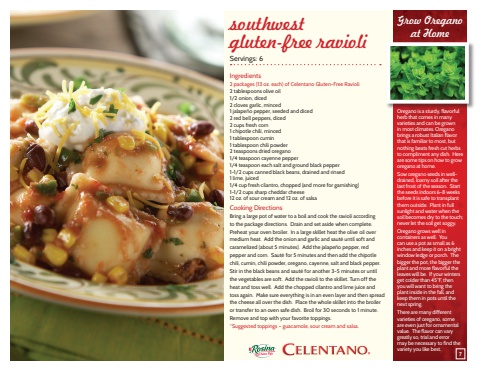 southwest
gluten-free ravioli
Servings: 6
Ingredients
2 packages (13 oz. each) of Celentano Gluten-Free Ravioli
2 tablespoons olive oil
1/2 onion, diced
2 cloves garlic, minced
1 jalapeño pepper, seeded and diced
2 red bell peppers, diced
2 cups fresh corn
1 chipotle chili, minced
1 tablespoon cumin
1 tablespoon chili powder
2 teaspoons dried oregano
1/4 teaspoon cayenne pepper
1/4 teaspoon each salt and ground black pepper
1-1/2 cups canned black beans, drained and rinsed
1 lime, juiced
1/4 cup fresh cilantro, chopped (and more for garnishing)
1-1/2 cups sharp cheddar cheese
12 oz. of sour cream and 12 oz. of salsa
Cooking Directions
Bring a large pot of water to a boil and cook the ravioli according
to the package directions. Drain and set aside when complete.
Preheat your oven broiler. In a large skillet heat the olive oil over
medium heat. Add the onion and garlic and sauté until soft and
caramelized (about 5 minutes). Add the jalapeño pepper, red
pepper and corn. Sauté for 5 minutes and then add the chipotle
chili, cumin, chili powder, oregano, cayenne, salt and black pepper.
Stir in the black beans and sauté for another 3-5 minutes or until
the vegetables are soft. Add the ravioli to the skillet. Turn off the
heat and toss well. Add the chopped cilantro and lime juice and
toss again. Make sure everything is in an even layer and then spread
the cheese all over the dish. Place the whole skillet into the broiler
or transfer to an oven safe dish. Broil for 30 seconds to 1 minute.
Remove and top with your favorite toppings.
*Suggested toppings – guacamole, sour cream and salsa.
Rosina
CELENTANO®
Grow Oregano
at Home
Oregano is a sturdy, flavorful
herb that comes in many
varieties and can be grown
in most climates. Oregano
brings a robust Italian flavor
that is familiar to most, but
nothing beats fresh cut herbs
to compliment any dish. Here
are some tips on how to grow
oregano at home.
Sow oregano seeds in well-
drained, loamy soil after the
last frost of the season. Start
the seeds indoors 6-8 weeks
before it is safe to transplant
them outside. Plant in full
sunlight and water when the
soil becomes dry to the touch;
never let the soil get soggy.
Oregano grows well in
containers as well. You
can use a pot as small as 6
inches and keep it on a bright
window ledge or porch. The
bigger the pot, the bigger the
plant and more flavorful the
leaves will be. If your winters
get colder than 45°F, then
you will want to bring the
plant inside in the fall, and
keep them in pots until the
next spring.
There are many different
varieties of oregano, some
are even just for ornamental
value. The flavor can vary
greatly so, trial and error
may be necessary to find the
variety you like best.
7